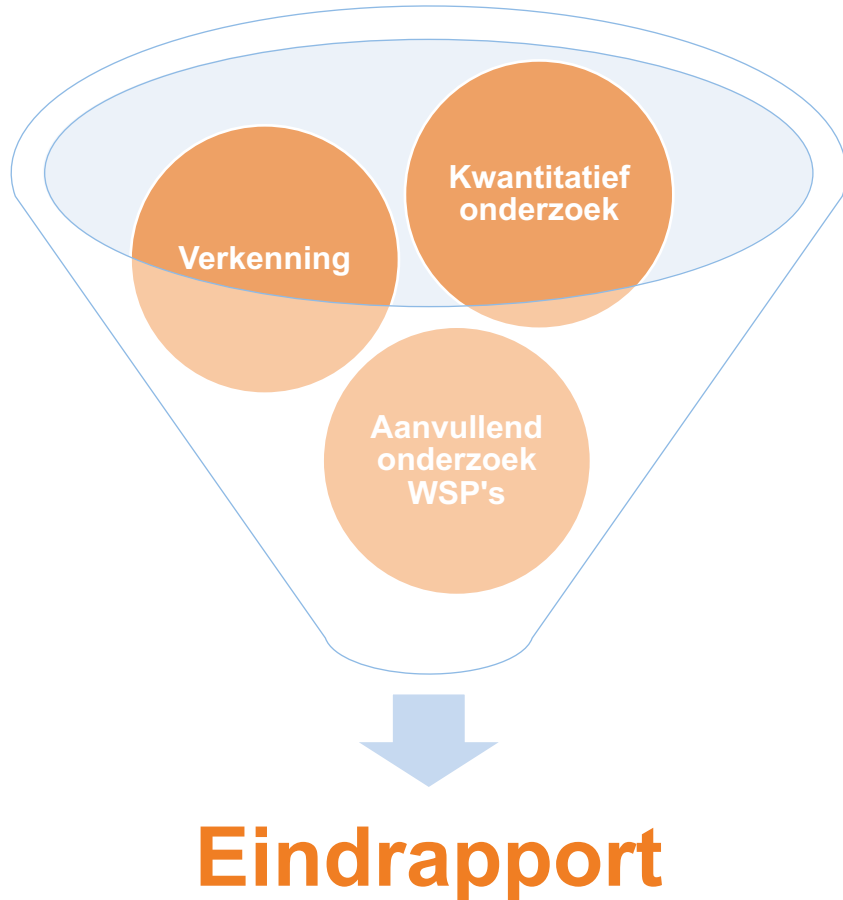 Kwantitatief
onderzoek
Verkenning
Aanvullend
onderzoek
WSP's
Eindrapport